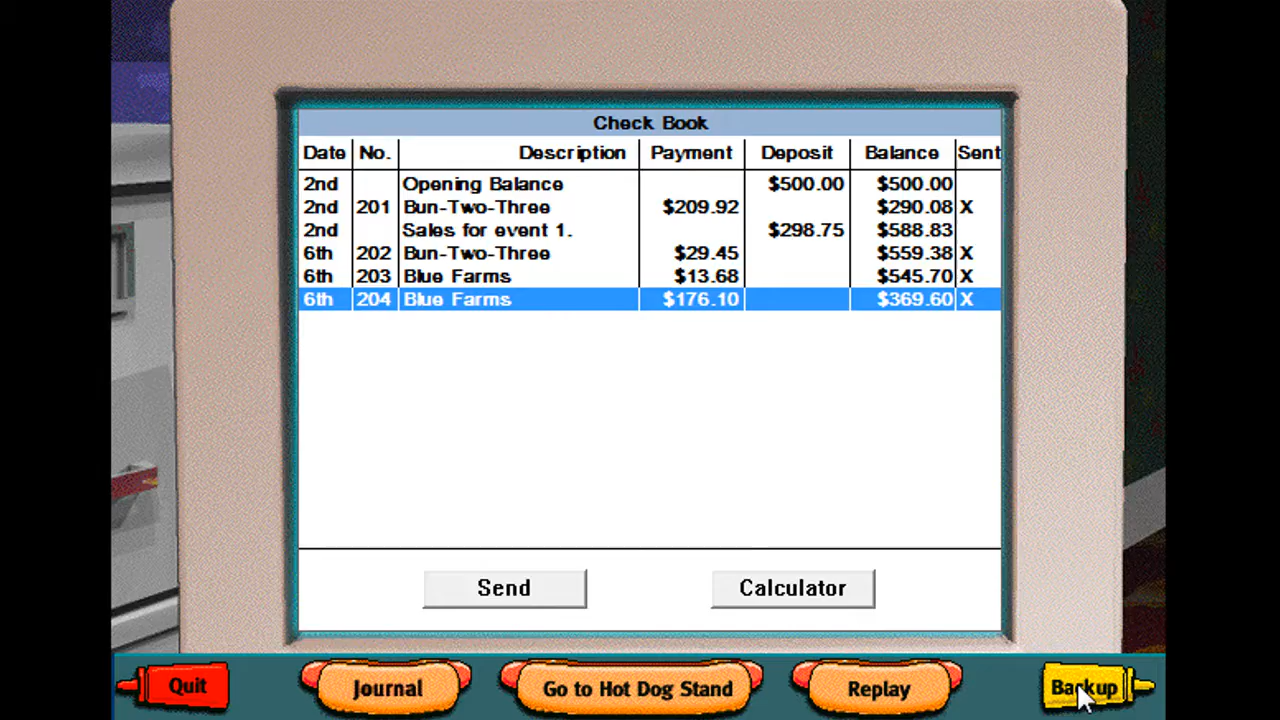 Check Book
Date No. Description Payment Deposit Balance Sent
2nd Opening Balance $500.00 $500.00
2nd 201 Bun-Two-Three $209.92 $290.08 X
2nd Sales for event 1. $298.75 $588.83
6th 202 Bun-Two-Three $29.45 $559.38 X
6th 203 Blue Farms $13.68 $545.70 X
6th 204 Blue Farms $176.10 $369.60 X
Send Calculator
Quit Journal Go to Hot Dog Stand Replay Backup